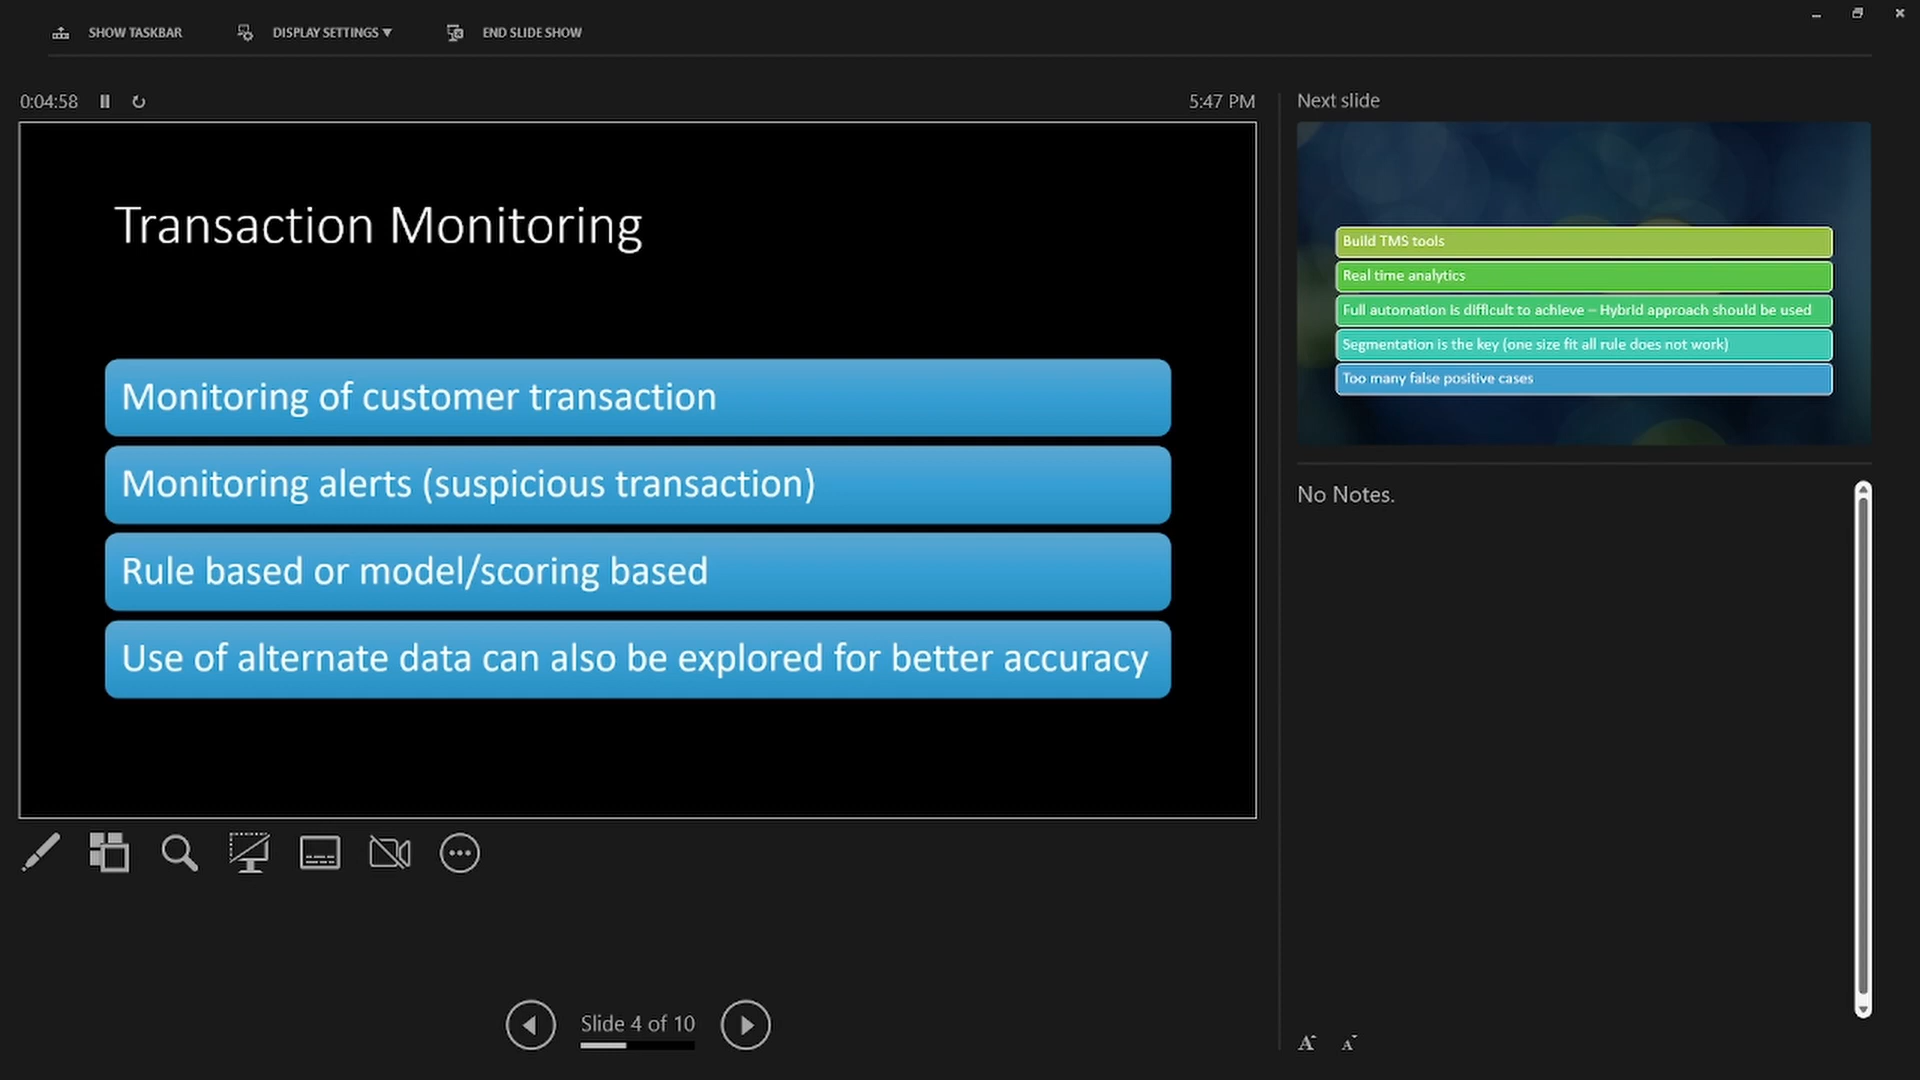 SHOW TASKBAR
DISPLAY SETTINGS ▼
END SLIDE SHOW
0:04:58
5:47 PM
Transaction Monitoring
Monitoring of customer transaction
Monitoring alerts (suspicious transaction)
Rule based or model/scoring based
Use of alternate data can also be explored for better accuracy
Slide 4 of 10
Next slide
Build TMS tools
Real time analytics
Full automation is difficult to achieve – Hybrid approach should be used
Segmentation is the key (one size fit all rule does not work)
Too many false positive cases
No Notes.
A
A